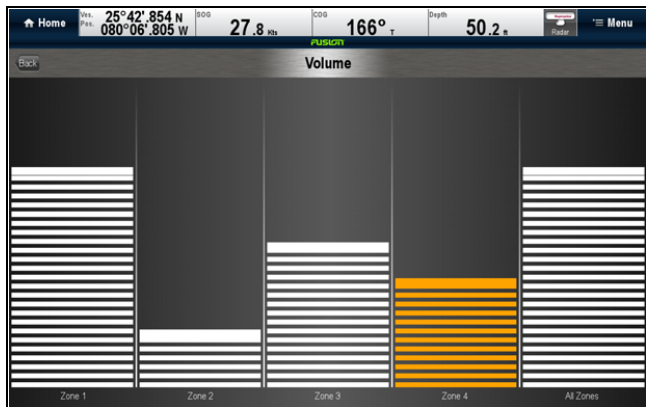 Home
Ves. Pos. 25°42'.854 N
080°06'.805 W
SOG 27.8 Kts
COG 166° T
Depth 50.2 ft
Radar
Menu
FUSION
Back
Volume
Zone 1
Zone 2
Zone 3
Zone 4
All Zones